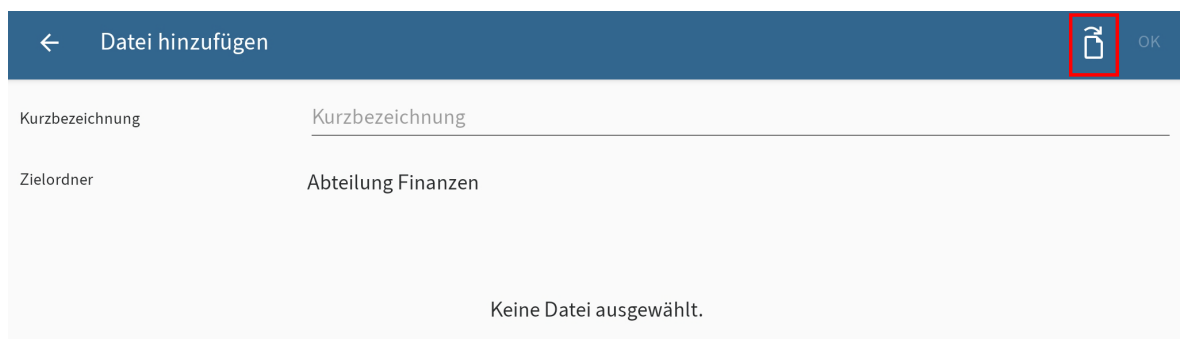 Datei hinzufügen
OK
Kurzbezeichnung
Kurzbezeichnung
Zielordner
Abteilung Finanzen
Keine Datei ausgewählt.